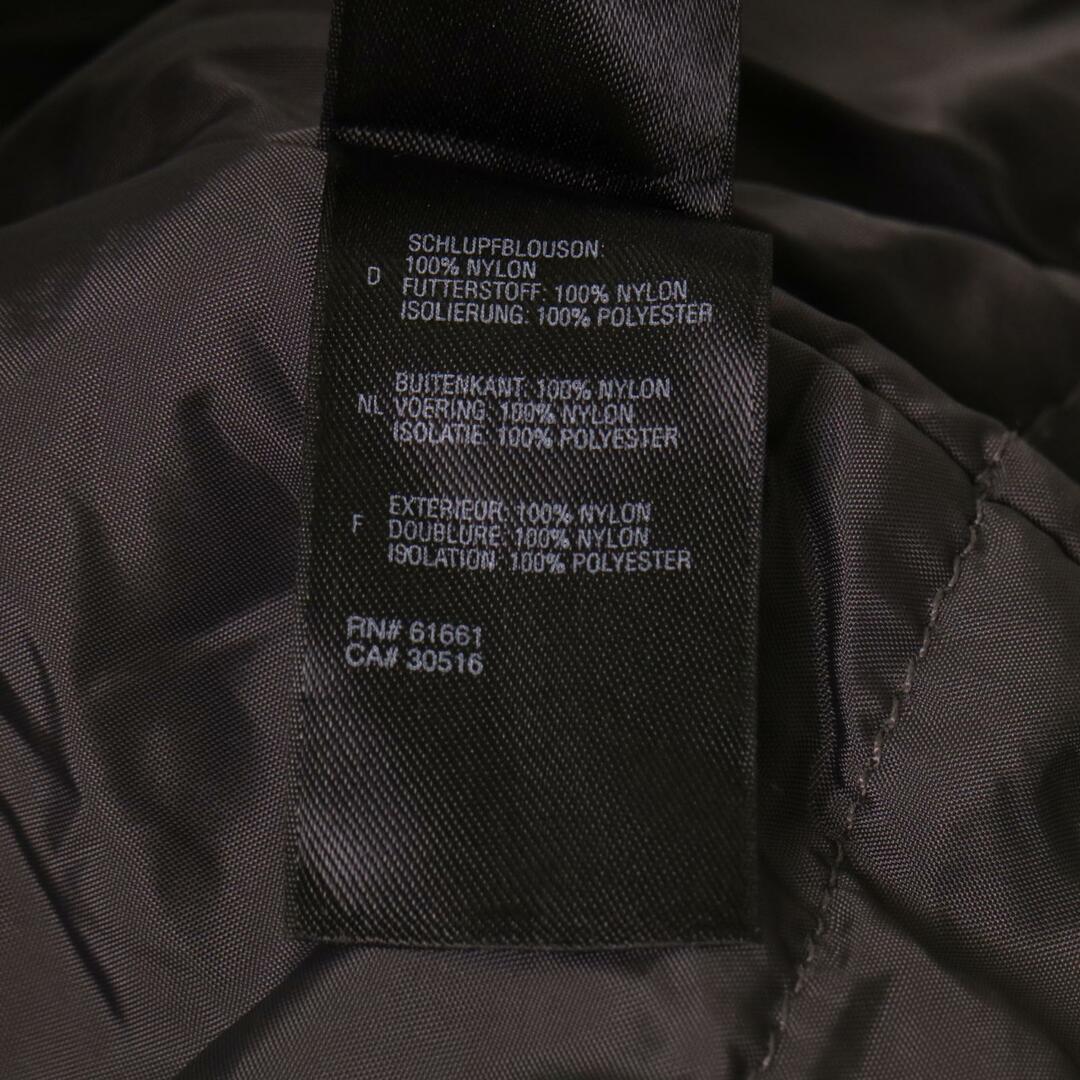 SCHLUPFBLOUSON:
100% NYLON
D FUTTERSTOFF: 100% NYLON
ISOLIERUNG: 100% POLYESTER
BUITENKANT: 100% NYLON
NL VOERING: 100% NYLON
ISOLATIE: 100% POLYESTER
EXTERIEUR: 100% NYLON
F DOUBLURE: 100% NYLON
ISOLATION: 100% POLYESTER
RN# 61661
CA# 30516